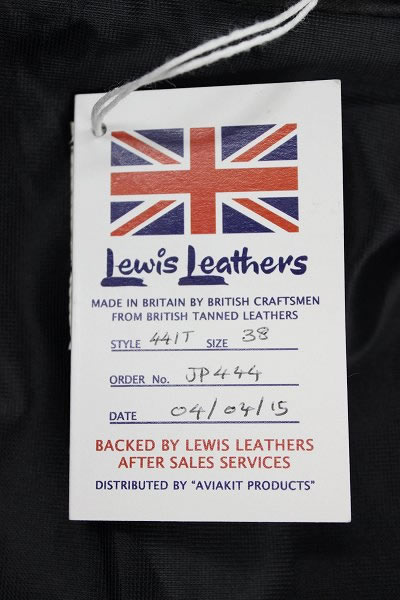 Lewis Leathers
MADE IN BRITAIN BY BRITISH CRAFTSMEN
FROM BRITISH TANNED LEATHERS
STYLE 441T SIZE 38
ORDER No. JP444
DATE 04/04/15
BACKED BY LEWIS LEATHERS
AFTER SALES SERVICES
DISTRIBUTED BY "AVIAKIT PRODUCTS"